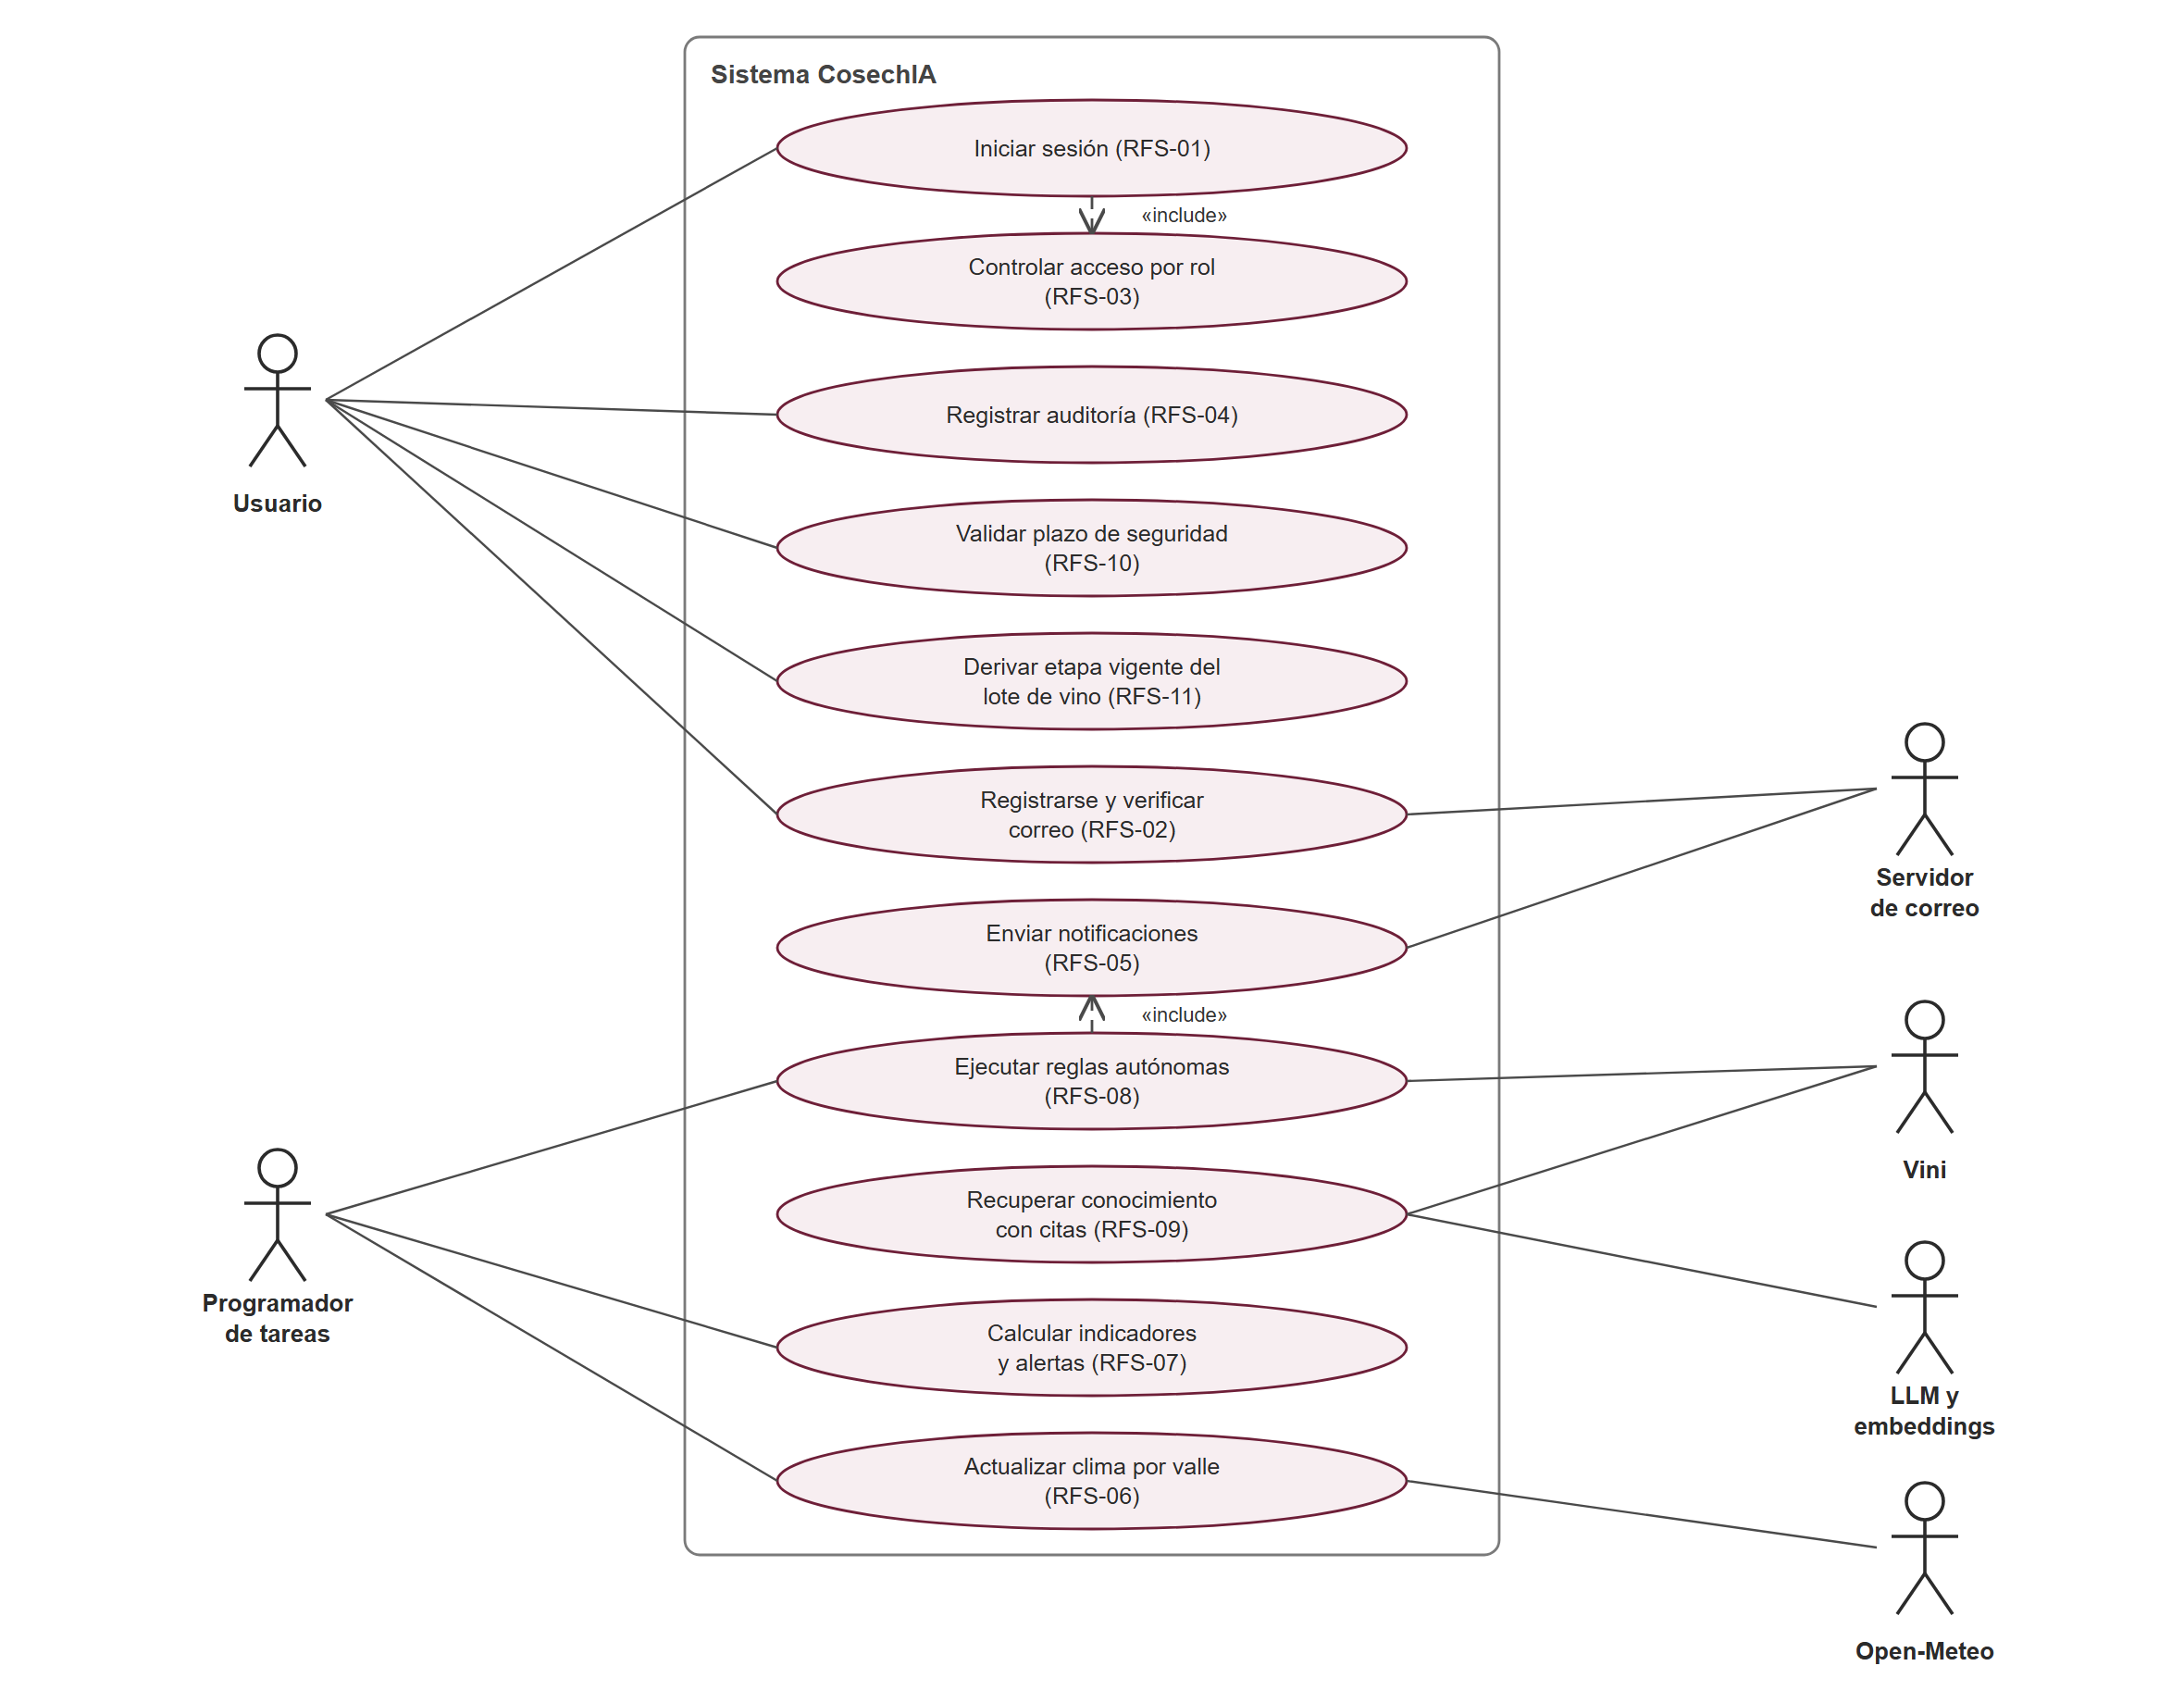 Sistema CosechIA
Iniciar sesión (RFS-01)
«include»
Controlar acceso por rol
(RFS-03)
Registrar auditoría (RFS-04)
Usuario
Validar plazo de seguridad
(RFS-10)
Derivar etapa vigente del
lote de vino (RFS-11)
Registrarse y verificar
correo (RFS-02)
Servidor
de correo
Enviar notificaciones
(RFS-05)
«include»
Ejecutar reglas autónomas
(RFS-08)
Vini
Recuperar conocimiento
con citas (RFS-09)
Programador
de tareas
Calcular indicadores
y alertas (RFS-07)
LLM y
embeddings
Actualizar clima por valle
(RFS-06)
Open-Meteo